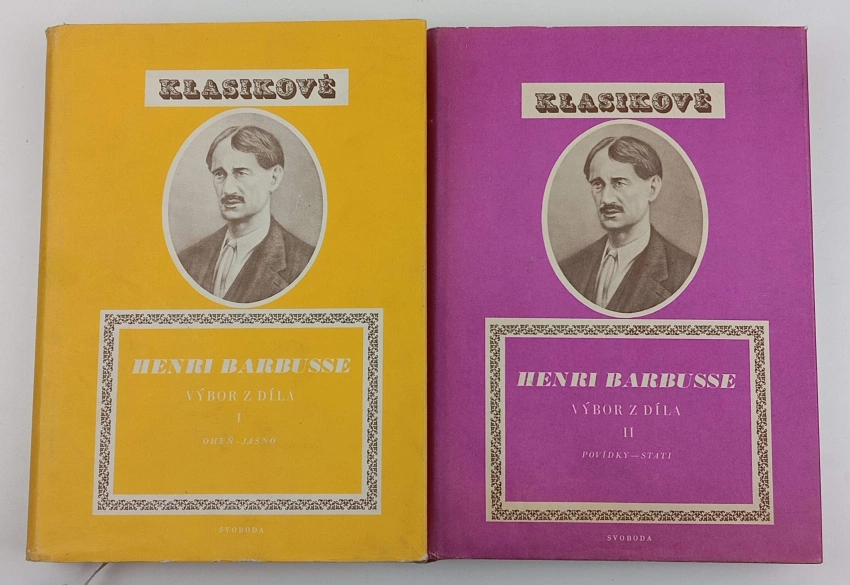 KLASIKOVÉ
HENRI BARBUSSE
VÝBOR Z DÍLA
I
OHEŇ - JASNO
SVOBODA
KLASIKOVÉ
HENRI BARBUSSE
VÝBOR Z DÍLA
II
POVÍDKY — STATI
SVOBODA